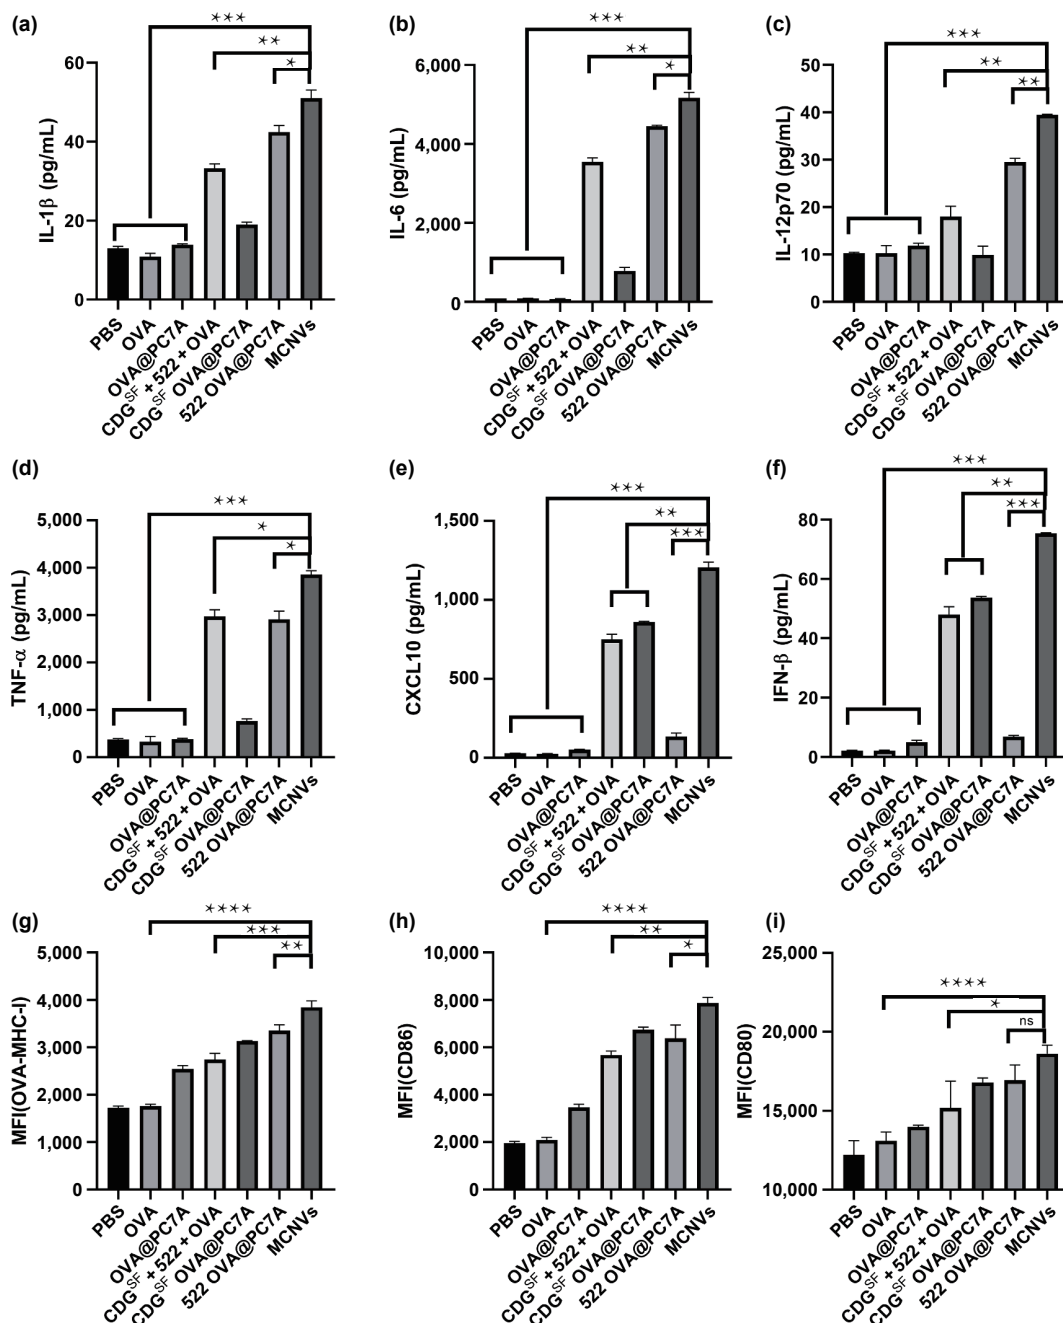 (a)
***
**
*
IL-1β (pg/mL)
60
40
20
0
PBS
OVA
OVA@PC7A
CDG^SF + 522 + OVA
CDG^SF OVA@PC7A
522 OVA@PC7A
MCNVs
(b)
***
**
*
IL-6 (pg/mL)
6,000
4,000
2,000
0
PBS
OVA
OVA@PC7A
CDG^SF + 522 + OVA
CDG^SF OVA@PC7A
522 OVA@PC7A
MCNVs
(c)
***
**
**
IL-12p70 (pg/mL)
50
40
30
20
10
0
PBS
OVA
OVA@PC7A
CDG^SF + 522 + OVA
CDG^SF OVA@PC7A
522 OVA@PC7A
MCNVs
(d)
***
*
*
TNF-α (pg/mL)
5,000
4,000
3,000
2,000
1,000
0
PBS
OVA
OVA@PC7A
CDG^SF + 522 + OVA
CDG^SF OVA@PC7A
522 OVA@PC7A
MCNVs
(e)
***
**
***
CXCL10 (pg/mL)
1,500
1,000
500
0
PBS
OVA
OVA@PC7A
CDG^SF + 522 + OVA
CDG^SF OVA@PC7A
522 OVA@PC7A
MCNVs
(f)
***
**
***
IFN-β (pg/mL)
80
60
40
20
0
PBS
OVA
OVA@PC7A
CDG^SF + 522 + OVA
CDG^SF OVA@PC7A
522 OVA@PC7A
MCNVs
(g)
****
***
**
MFI(OVA-MHC-I)
5,000
4,000
3,000
2,000
1,000
0
PBS
OVA
OVA@PC7A
CDG^SF + 522 + OVA
CDG^SF OVA@PC7A
522 OVA@PC7A
MCNVs
(h)
****
**
*
MFI(CD86)
10,000
8,000
6,000
4,000
2,000
0
PBS
OVA
OVA@PC7A
CDG^SF + 522 + OVA
CDG^SF OVA@PC7A
522 OVA@PC7A
MCNVs
(i)
****
*
ns
MFI(CD80)
25,000
20,000
15,000
10,000
PBS
OVA
OVA@PC7A
CDG^SF + 522 + OVA
CDG^SF OVA@PC7A
522 OVA@PC7A
MCNVs